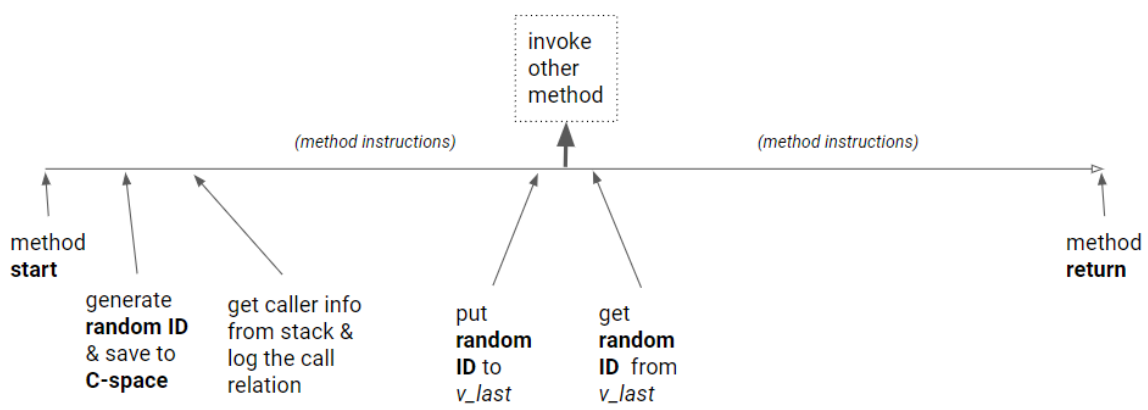 invoke
other
method
(method instructions)
(method instructions)
method
start
generate
random ID
& save to
C-space
get caller info
from stack &
log the call
relation
put
random
ID to
v_last
get
random
ID from
v_last
method
return